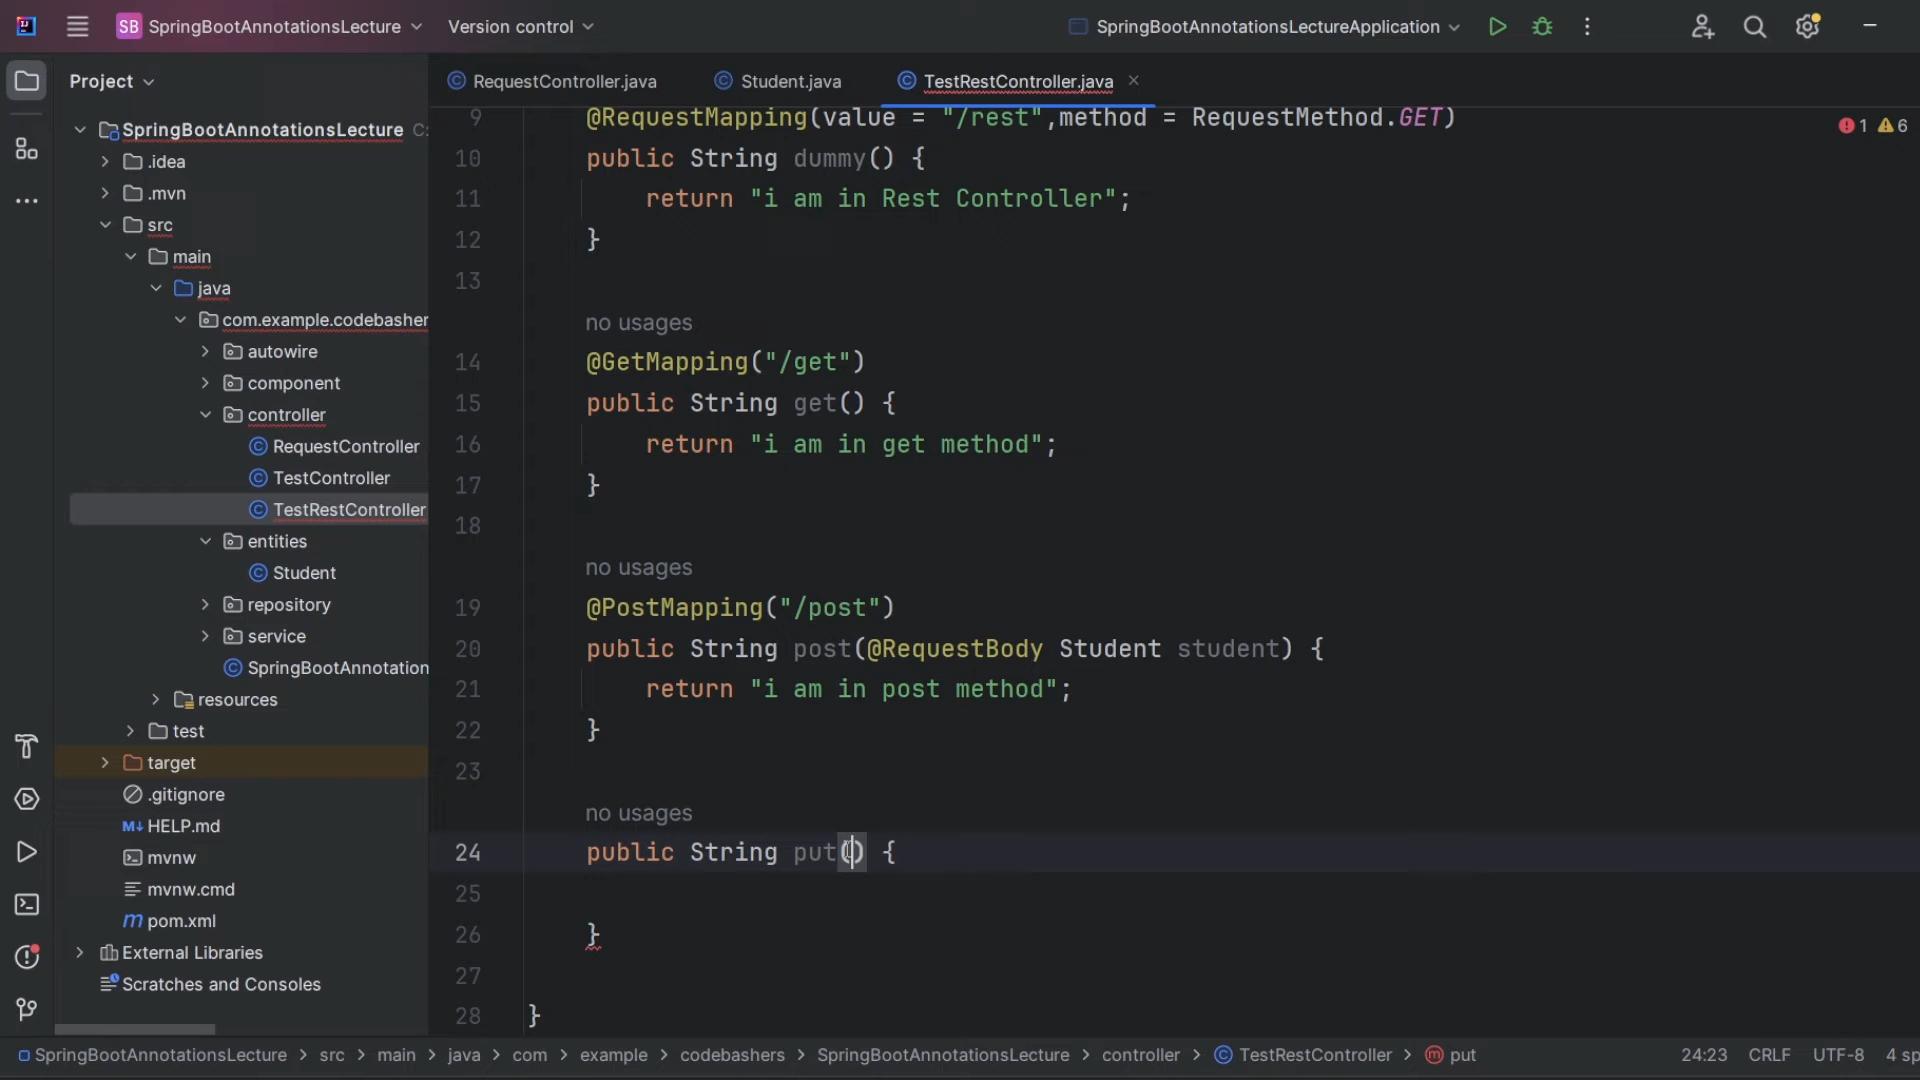 SB SpringBootAnnotationsLecture Version control SpringBootAnnotationsLectureApplication
Project
RequestController.java Student.java TestRestController.java
SpringBootAnnotationsLecture C:
.idea
.mvn
src
main
java
com.example.codebasher
autowire
component
controller
RequestController
TestController
TestRestController
entities
Student
repository
service
SpringBootAnnotation
resources
test
target
.gitignore
M↓ HELP.md
mvnw
mvnw.cmd
m pom.xml
External Libraries
Scratches and Consoles
1 6
9 @RequestMapping(value = "/rest",method = RequestMethod.GET)
10 public String dummy() {
11 return "i am in Rest Controller";
12 }
13
no usages
14 @GetMapping("/get")
15 public String get() {
16 return "i am in get method";
17 }
18
no usages
19 @PostMapping("/post")
20 public String post(@RequestBody Student student) {
21 return "i am in post method";
22 }
23
no usages
24 public String put() {
25
26 }
27
28 }
SpringBootAnnotationsLecture > src > main > java > com > example > codebashers > SpringBootAnnotationsLecture > controller > TestRestController > m put 24:23 CRLF UTF-8 4 sp